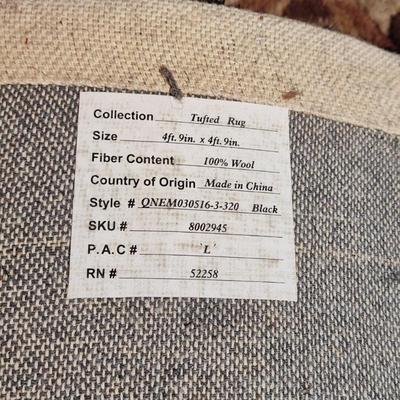 Collection Tufted Rug
Size 4ft. 9in. x 4ft. 9in.
Fiber Content 100% Wool
Country of Origin Made in China
Style # QNEM030516-3-320 Black
SKU # 8002945
P.A.C # 'L'
RN # 52258